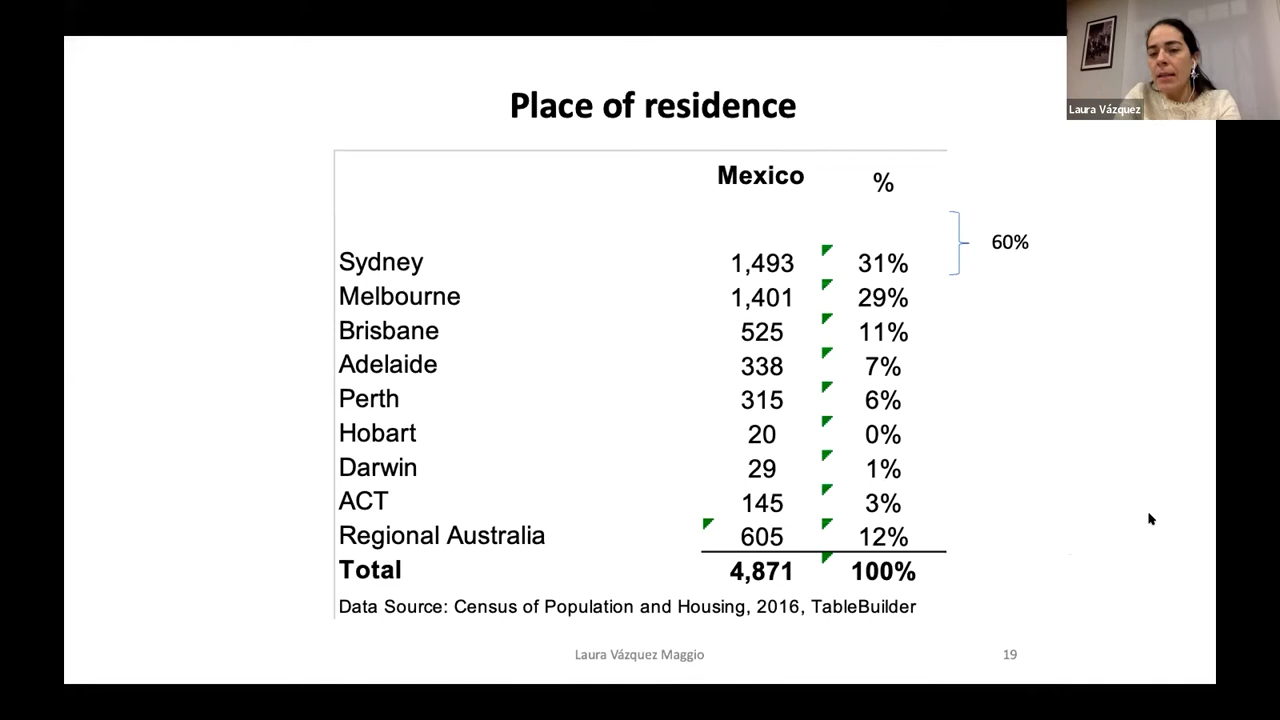 Place of residence
Laura Vázquez
Mexico %
60%
Sydney 1,493 31%
Melbourne 1,401 29%
Brisbane 525 11%
Adelaide 338 7%
Perth 315 6%
Hobart 20 0%
Darwin 29 1%
ACT 145 3%
Regional Australia 605 12%
Total 4,871 100%
Data Source: Census of Population and Housing, 2016, TableBuilder
Laura Vázquez Maggio 19